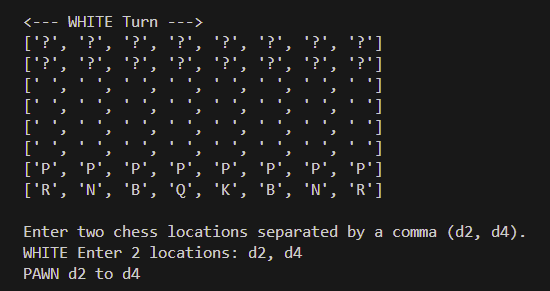 <--- WHITE Turn --->
['?', '?', '?', '?', '?', '?', '?', '?']
['?', '?', '?', '?', '?', '?', '?', '?']
[' ', ' ', ' ', ' ', ' ', ' ', ' ', ' ']
[' ', ' ', ' ', ' ', ' ', ' ', ' ', ' ']
[' ', ' ', ' ', ' ', ' ', ' ', ' ', ' ']
[' ', ' ', ' ', ' ', ' ', ' ', ' ', ' ']
['P', 'P', 'P', 'P', 'P', 'P', 'P', 'P']
['R', 'N', 'B', 'Q', 'K', 'B', 'N', 'R']
Enter two chess locations separated by a comma (d2, d4).
WHITE Enter 2 locations: d2, d4
PAWN d2 to d4